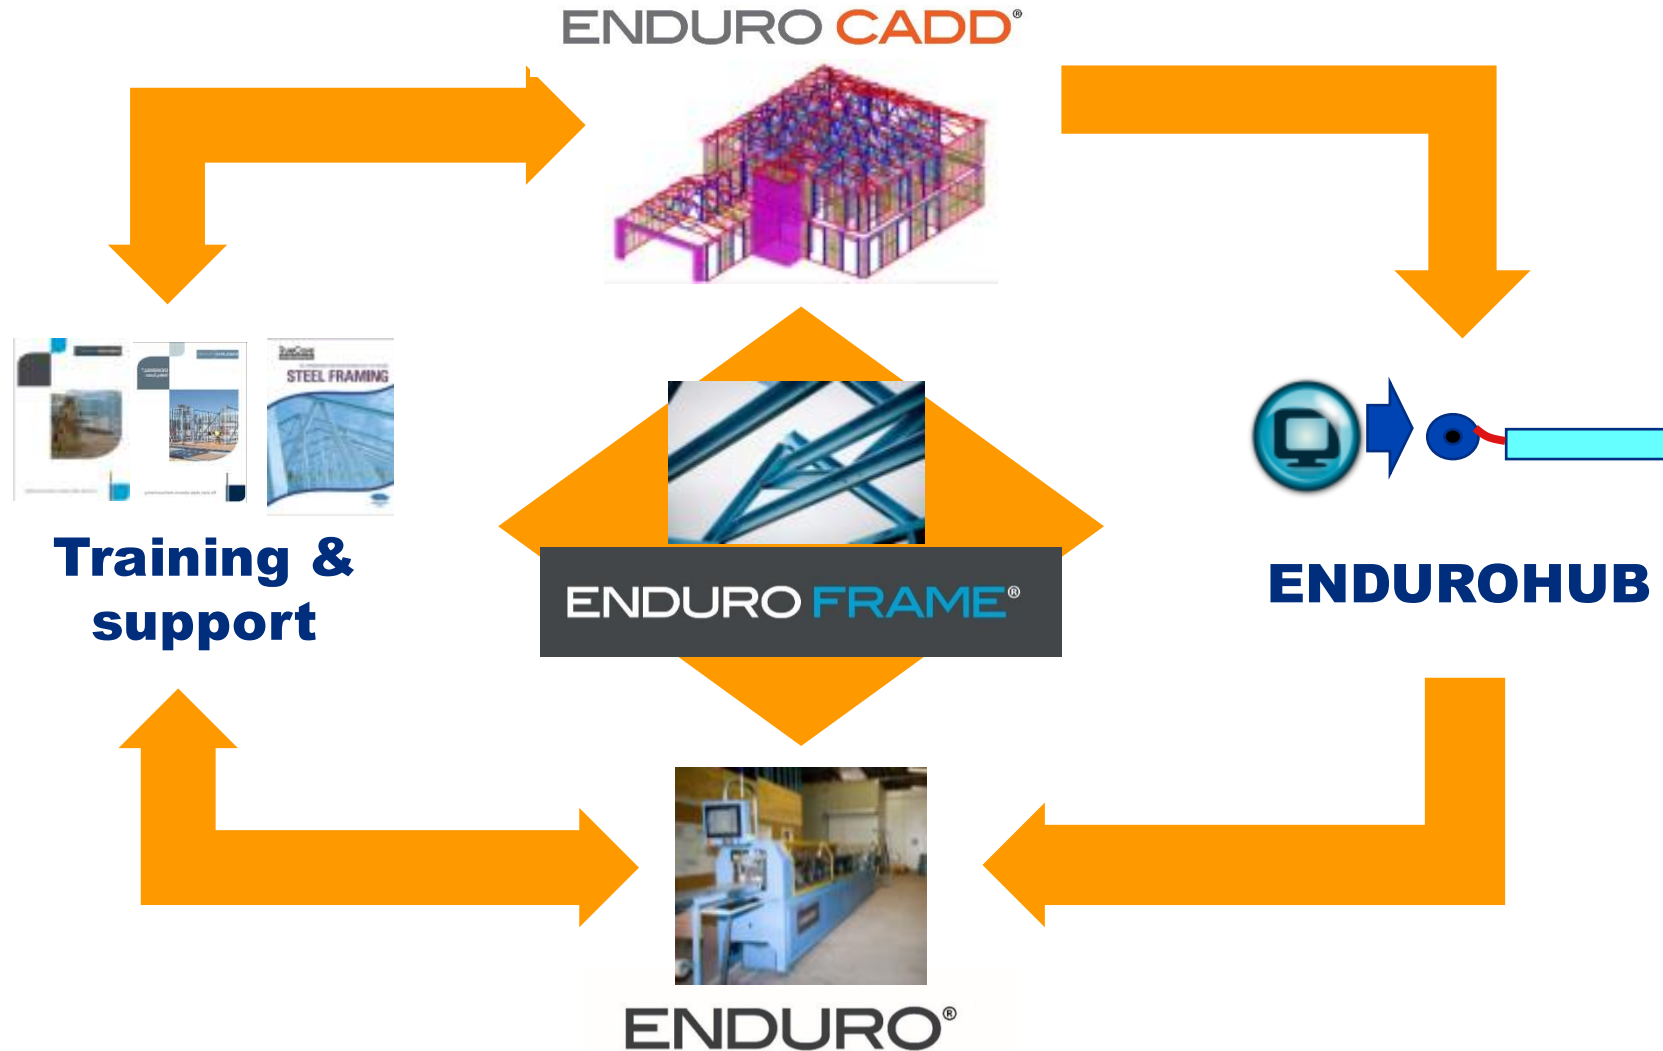 ENDURO CADD®
STEEL FRAMING
Training &
support
ENDURO FRAME®
ENDUROHUB
ENDURO®